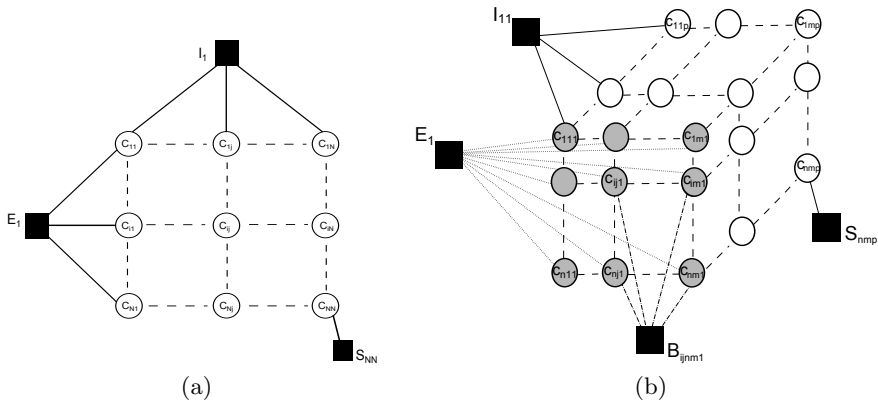 I₁
C₁₁ C₁ⱼ C₁N
E₁
Cᵢ₁ Cᵢⱼ CᵢN
CN₁ CNⱼ CNN
SNN
(a)
I₁₁
C₁₁ₚ C₁ₘₚ
E₁
C₁₁₁ C₁ₘ₁
Cᵢⱼ₁ Cᵢₘ₁
Cₙₘₚ
Sₙₘₚ
Cₙ₁₁ Cₙⱼ₁ Cₙₘ₁
Bᵢⱼₙₘ₁
(b)